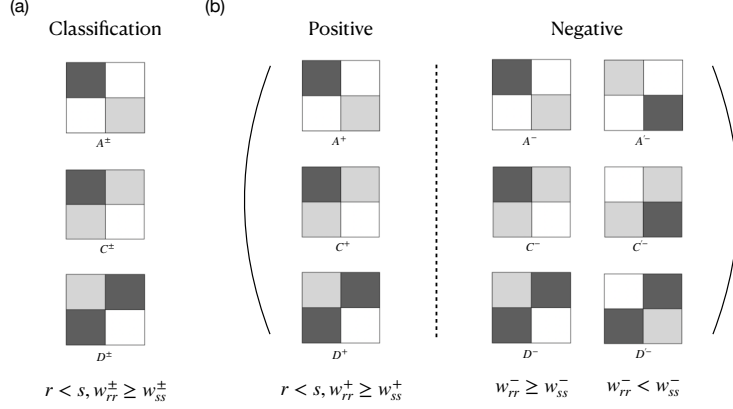 (a)
Classification
A±
C±
D±
r < s, w±rr ≥ w±ss
(b)
Positive
Negative
A+
A−
A′−
C+
C−
C′−
D+
D−
D′−
r < s, w+rr ≥ w+ss
w−rr ≥ w−ss
w−rr < w−ss